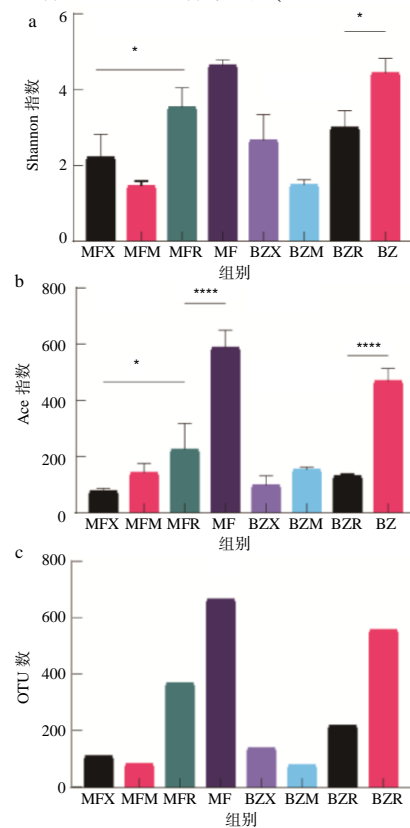 a
*
*
6
4
2
0
Shannon 指数
MFX MFM MFR MF BZX BZM BZR BZ
组别
b
****
*
****
800
600
400
200
0
Ace 指数
MFX MFM MFR MF BZX BZM BZR BZ
组别
c
800
600
400
200
0
OTU 数
MFX MFM MFR MF BZX BZM BZR BZR
组别